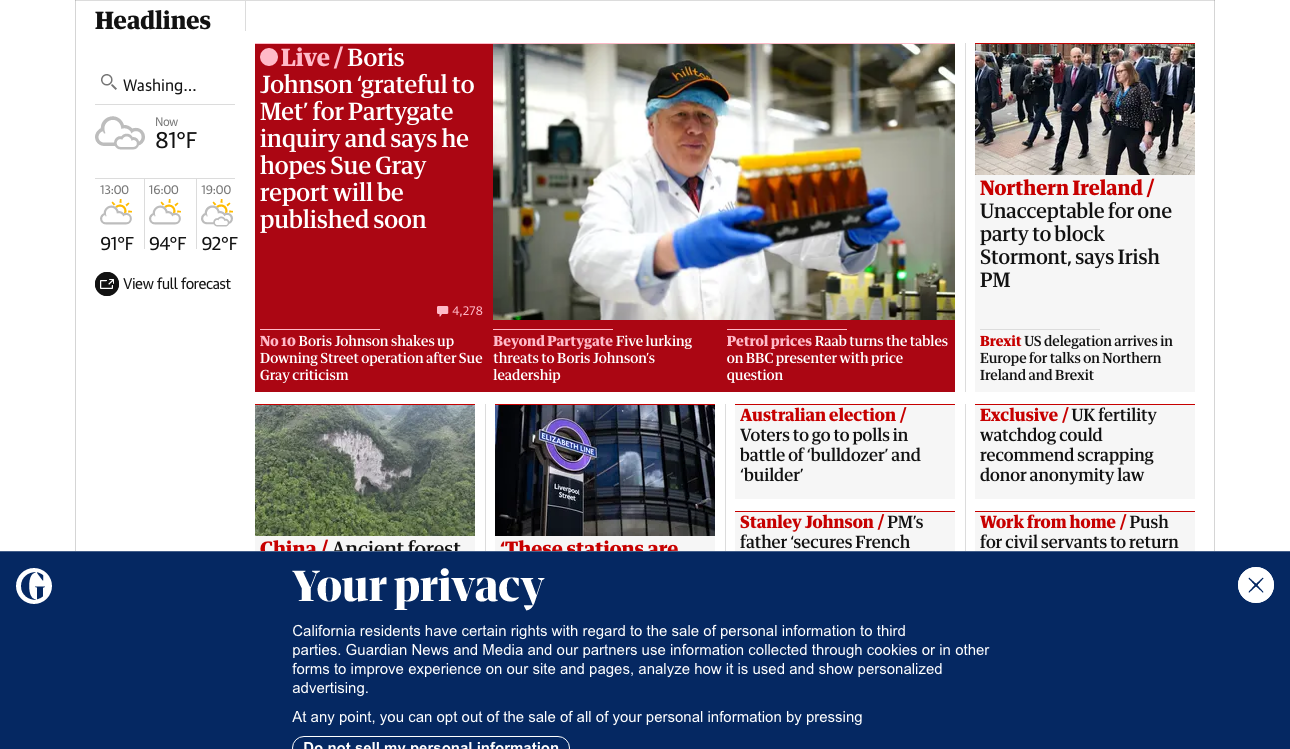 Headlines
Washing...
Now
81°F
13:00
16:00
19:00
91°F
94°F
92°F
View full forecast
Live / Boris
Johnson ‘grateful to
Met’ for Partygate
inquiry and says he
hopes Sue Gray
report will be
published soon
4,278
hilltop
No 10 Boris Johnson shakes up
Downing Street operation after Sue
Gray criticism
Beyond Partygate Five lurking
threats to Boris Johnson’s
leadership
Petrol prices Raab turns the tables
on BBC presenter with price
question
Northern Ireland /
Unacceptable for one
party to block
Stormont, says Irish
PM
Brexit US delegation arrives in
Europe for talks on Northern
Ireland and Brexit
China / Ancient forest
ELIZABETH LINE
Liverpool
Street
‘These stations are
Australian election /
Voters to go to polls in
battle of ‘bulldozer’ and
‘builder’
Stanley Johnson / PM’s
father ‘secures French
Exclusive / UK fertility
watchdog could
recommend scrapping
donor anonymity law
Work from home / Push
for civil servants to return
Your privacy
California residents have certain rights with regard to the sale of personal information to third
parties. Guardian News and Media and our partners use information collected through cookies or in other
forms to improve experience on our site and pages, analyze how it is used and show personalized
advertising.
At any point, you can opt out of the sale of all of your personal information by pressing
Do not sell my personal information